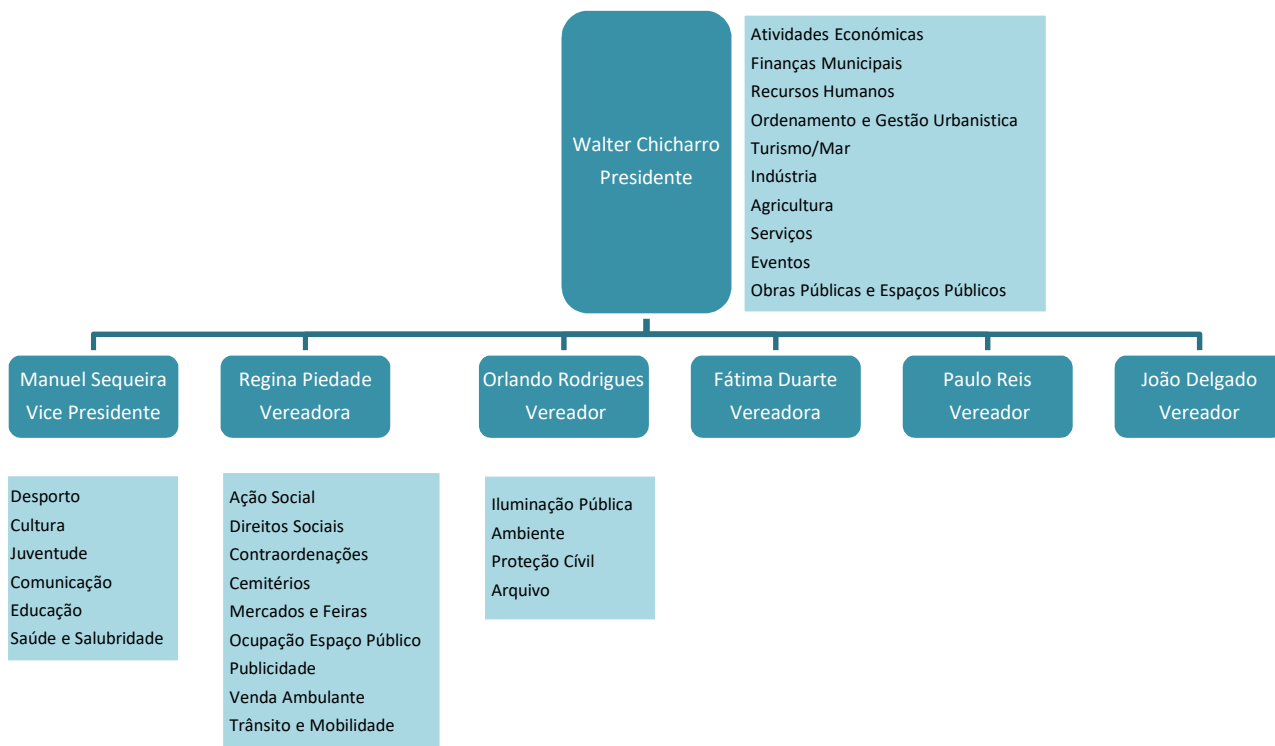 Walter Chicharro
Presidente
Atividades Económicas
Finanças Municipais
Recursos Humanos
Ordenamento e Gestão Urbanistica
Turismo/Mar
Indústria
Agricultura
Serviços
Eventos
Obras Públicas e Espaços Públicos
Manuel Sequeira
Vice Presidente
Regina Piedade
Vereadora
Orlando Rodrigues
Vereador
Fátima Duarte
Vereadora
Paulo Reis
Vereador
João Delgado
Vereador
Desporto
Cultura
Juventude
Comunicação
Educação
Saúde e Salubridade
Ação Social
Direitos Sociais
Contraordenações
Cemitérios
Mercados e Feiras
Ocupação Espaço Público
Publicidade
Venda Ambulante
Trânsito e Mobilidade
Iluminação Pública
Ambiente
Proteção Cívil
Arquivo